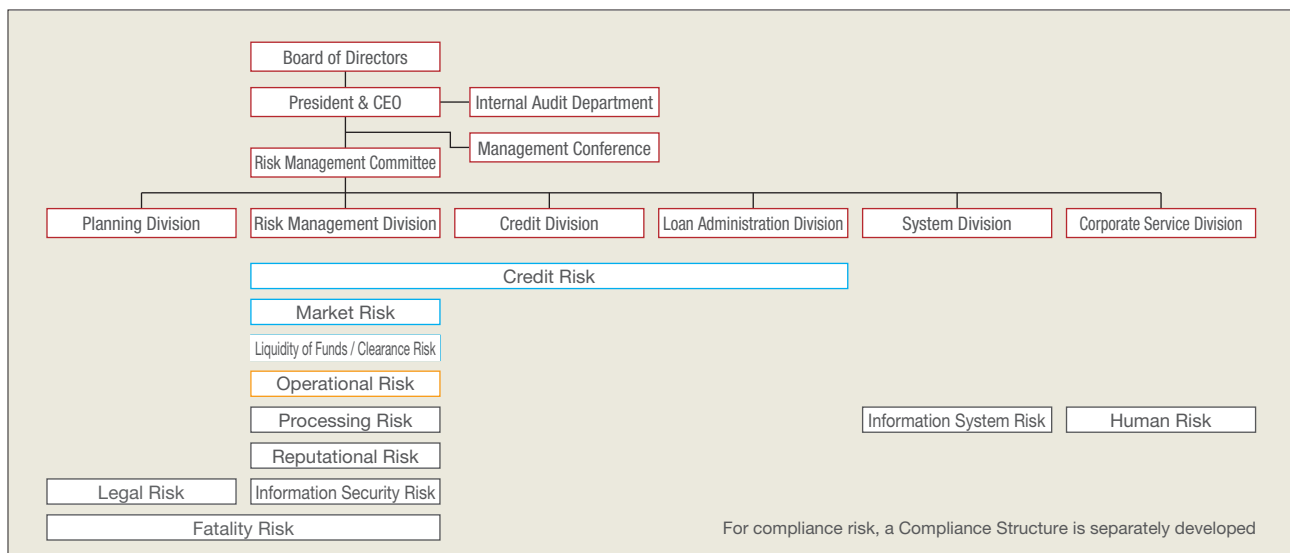 Board of Directors
President & CEO
Internal Audit Department
Management Conference
Risk Management Committee
Planning Division
Risk Management Division
Credit Division
Loan Administration Division
System Division
Corporate Service Division
Credit Risk
Market Risk
Liquidity of Funds / Clearance Risk
Operational Risk
Processing Risk
Information System Risk
Human Risk
Reputational Risk
Legal Risk
Information Security Risk
Fatality Risk
For compliance risk, a Compliance Structure is separately developed